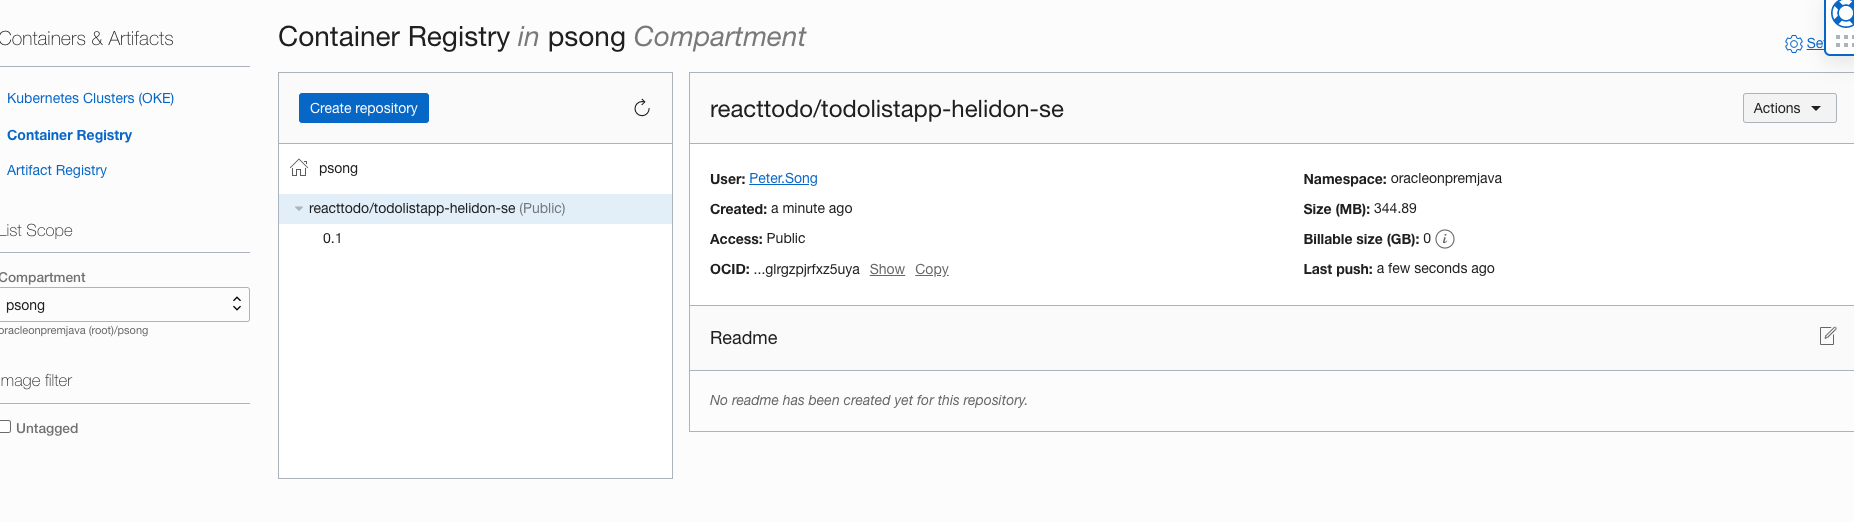 Containers & Artifacts
Kubernetes Clusters (OKE)
Container Registry
Artifact Registry
List Scope
Compartment
psong
oracleonpremjava (root)/psong
Image filter
Untagged
Container Registry in psong Compartment
Create repository
psong
reacttodo/todolistapp-helidon-se (Public)
0.1
reacttodo/todolistapp-helidon-se
Actions
User: Peter.Song
Created: a minute ago
Access: Public
OCID: ...glrgzpjrfxz5uya Show Copy
Namespace: oracleonpremjava
Size (MB): 344.89
Billable size (GB): 0 i
Last push: a few seconds ago
Readme
No readme has been created yet for this repository.